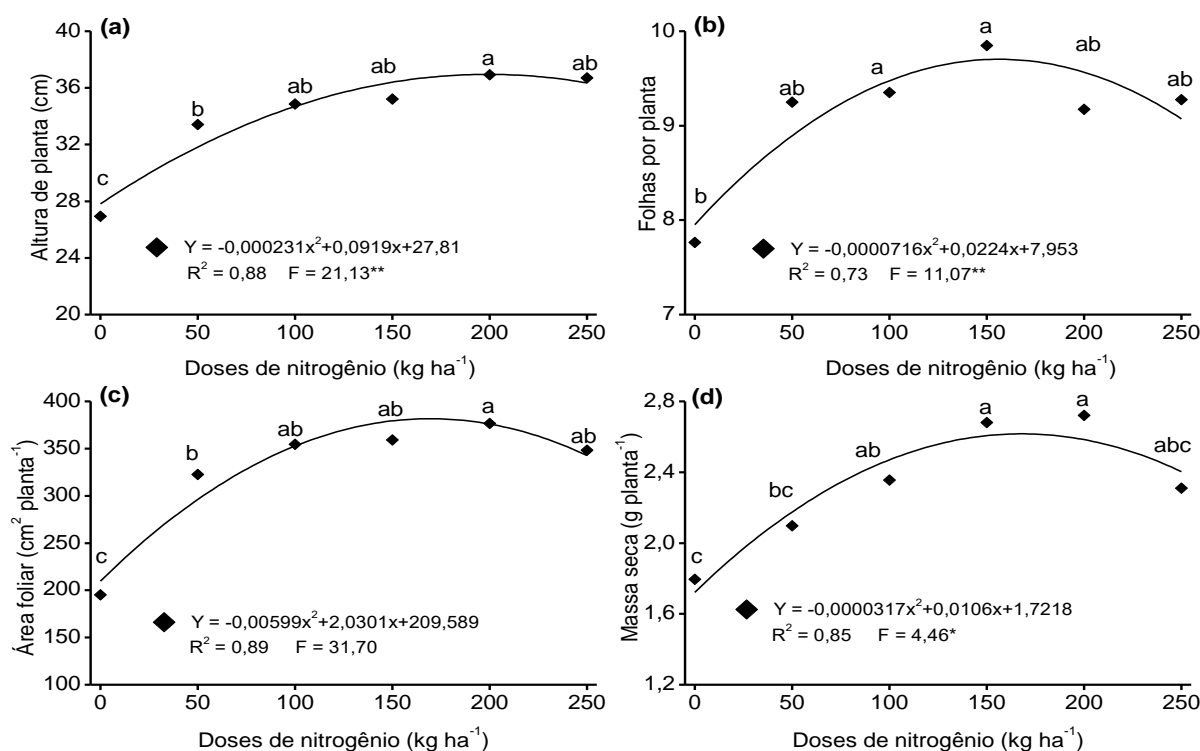 (a)
Altura de planta (cm)
40
36
32
28
24
20
c
b
ab
ab
a
ab
Y = -0,000231x²+0,0919x+27,81
R² = 0,88 F = 21,13**
0 50 100 150 200 250
Doses de nitrogênio (kg ha⁻¹)
(b)
Folhas por planta
10
9
8
7
b
ab
a
a
ab
ab
Y = -0,0000716x²+0,0224x+7,953
R² = 0,73 F = 11,07**
0 50 100 150 200 250
Doses de nitrogênio (kg ha⁻¹)
(c)
Área foliar (cm² planta⁻¹)
400
350
300
250
200
150
100
c
b
ab
ab
a
ab
Y = -0,00599x²+2,0301x+209,589
R² = 0,89 F = 31,70
0 50 100 150 200 250
Doses de nitrogênio (kg ha⁻¹)
(d)
Massa seca (g planta⁻¹)
2,8
2,4
2,0
1,6
1,2
c
bc
ab
a
a
abc
Y = -0,0000317x²+0,0106x+1,7218
R² = 0,85 F = 4,46*
0 50 100 150 200 250
Doses de nitrogênio (kg ha⁻¹)